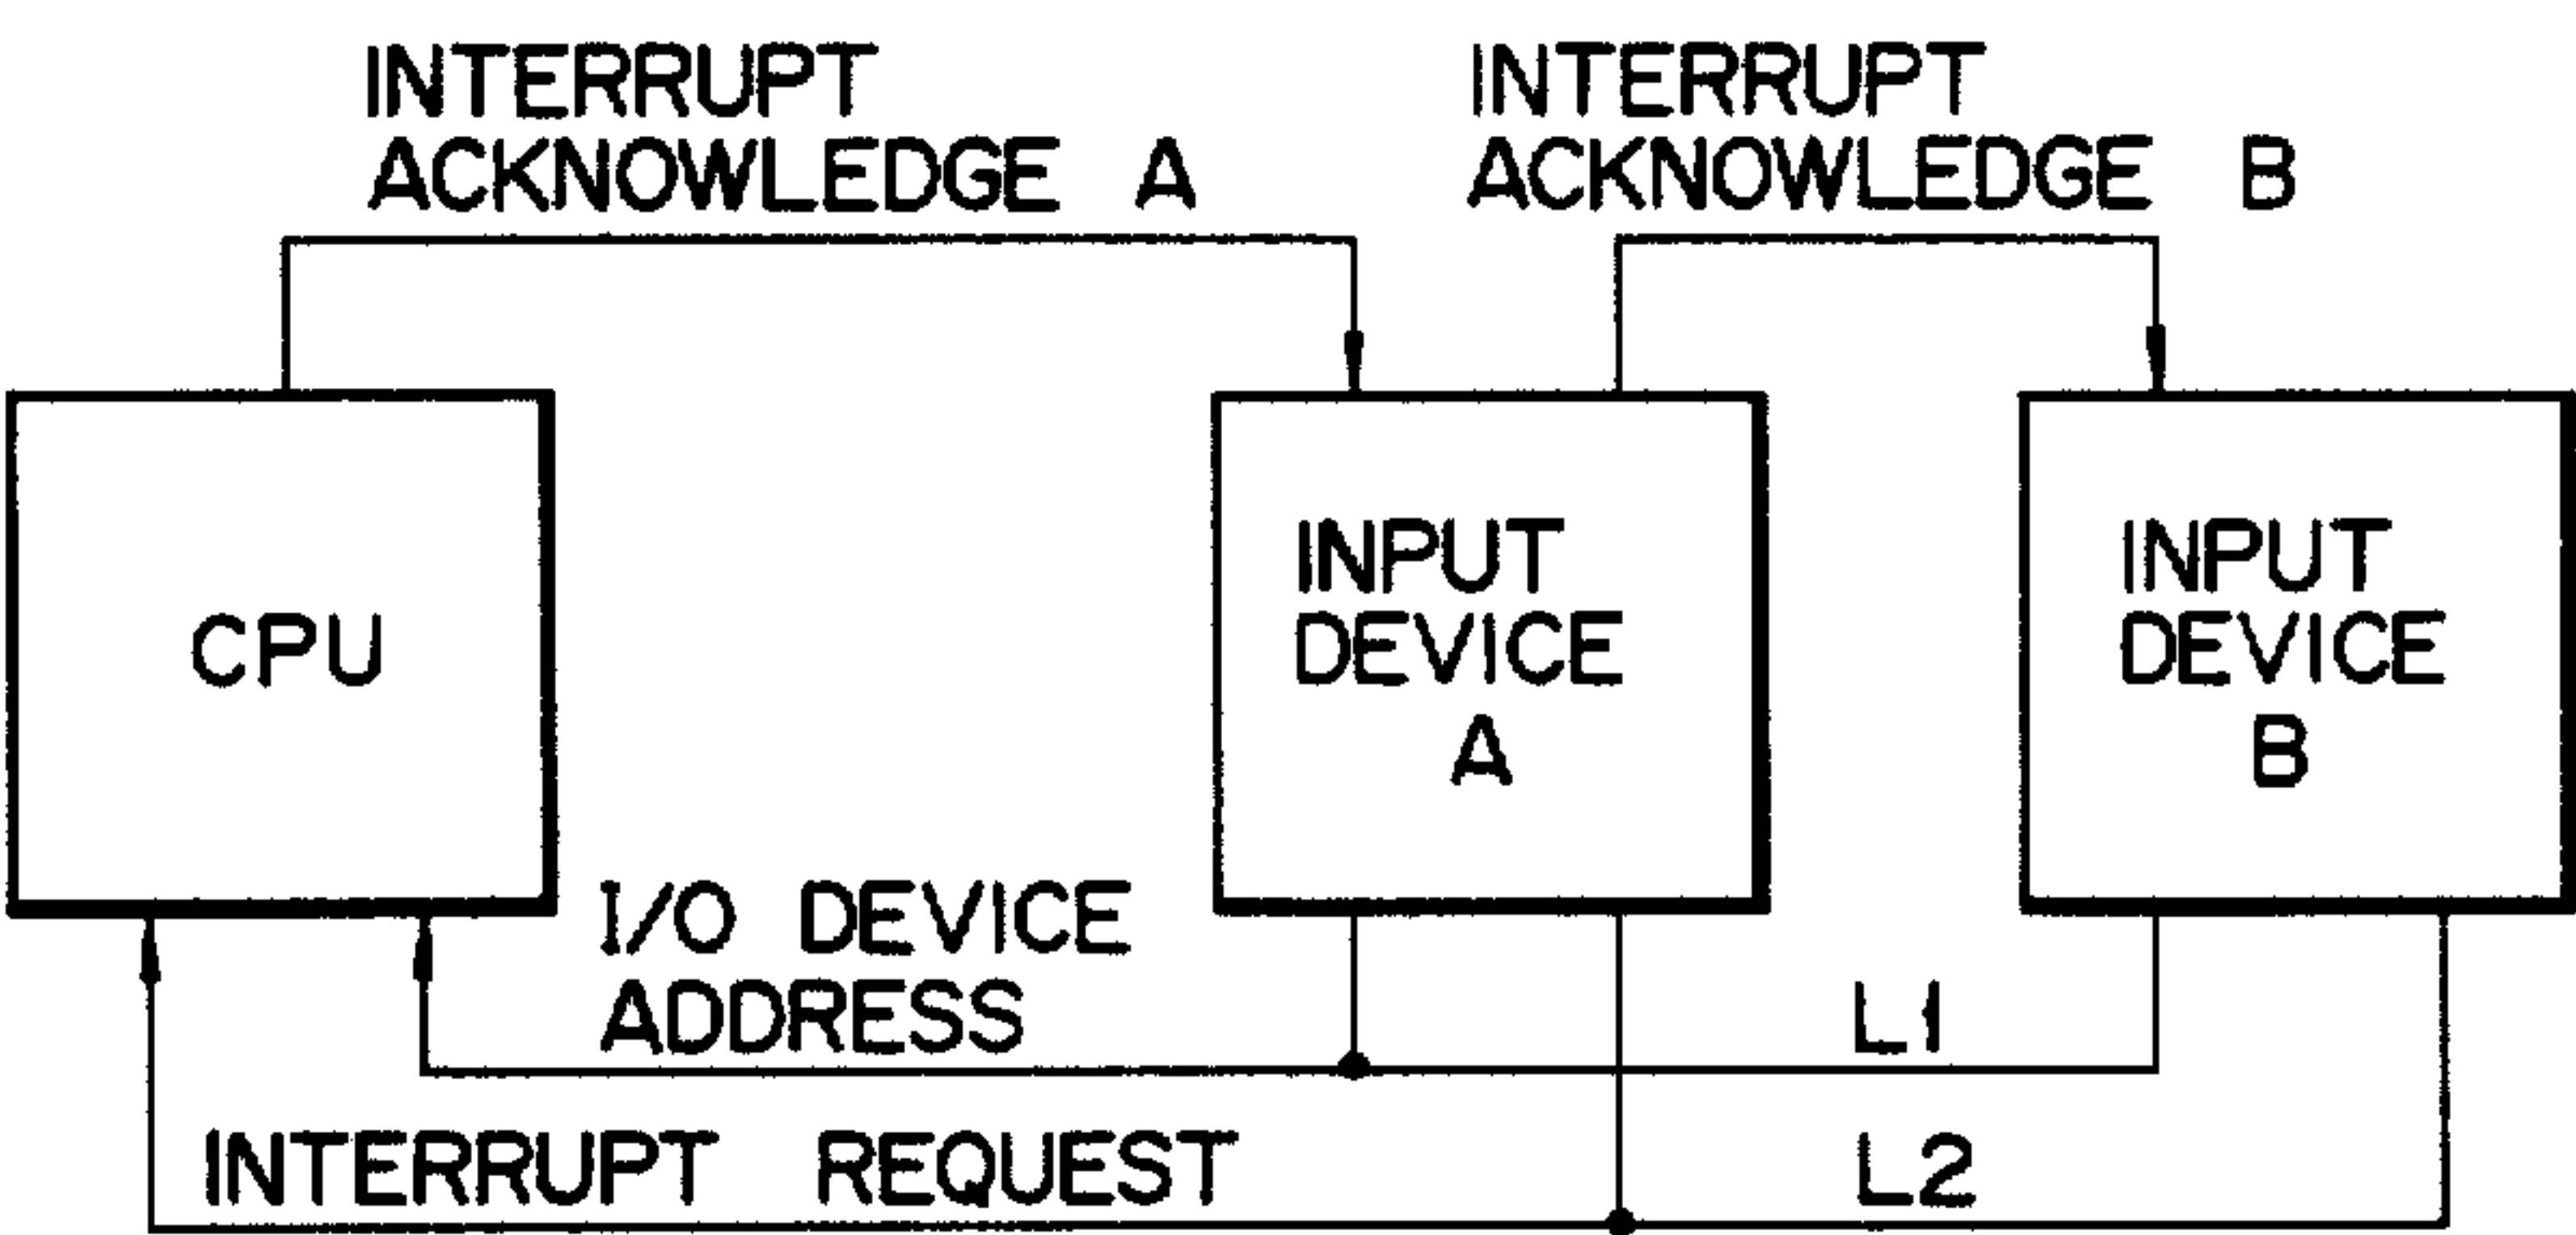 INTERRUPT
ACKNOWLEDGE A
INTERRUPT
ACKNOWLEDGE B
CPU
INPUT
DEVICE
A
INPUT
DEVICE
B
I/O DEVICE
ADDRESS
L1
INTERRUPT REQUEST
L2